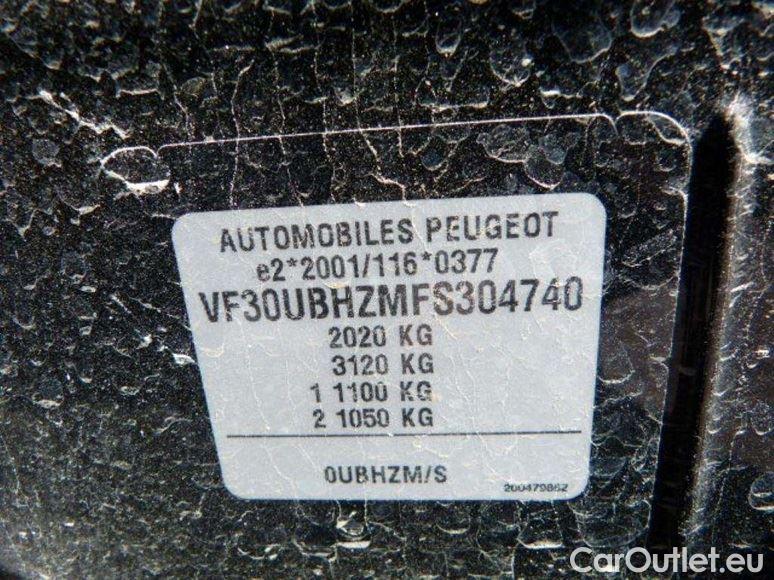 AUTOMOBILES PEUGEOT
e2*2001/116*0377
VF30UBHZMFS304740
2020 KG
3120 KG
1 1100 KG
2 1050 KG
0UBHZM/S
200479862
CarOutlet.eu